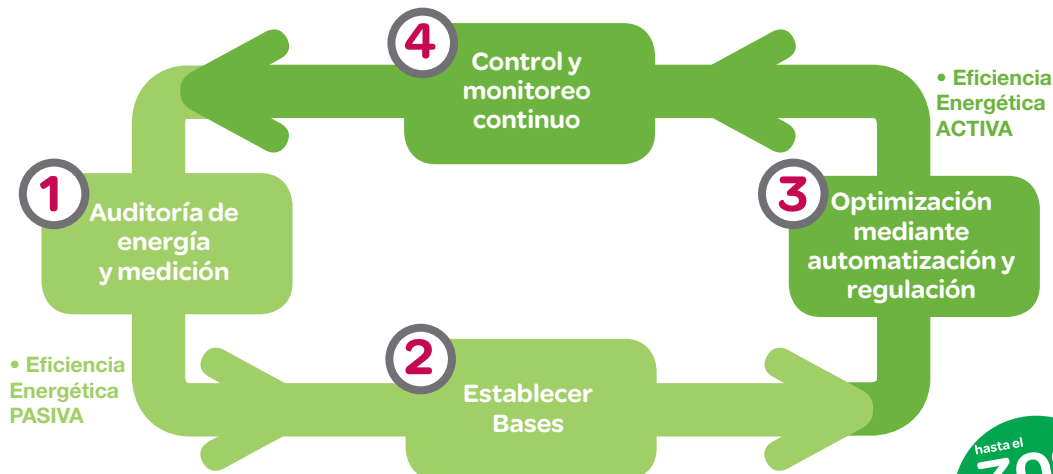 4
Control y
monitoreo
continuo
• Eficiencia
Energética
ACTIVA
1
Auditoría de
energía
y medición
3
Optimización
mediante
automatización y
regulación
• Eficiencia
Energética
PASIVA
2
Establecer
Bases
hasta el